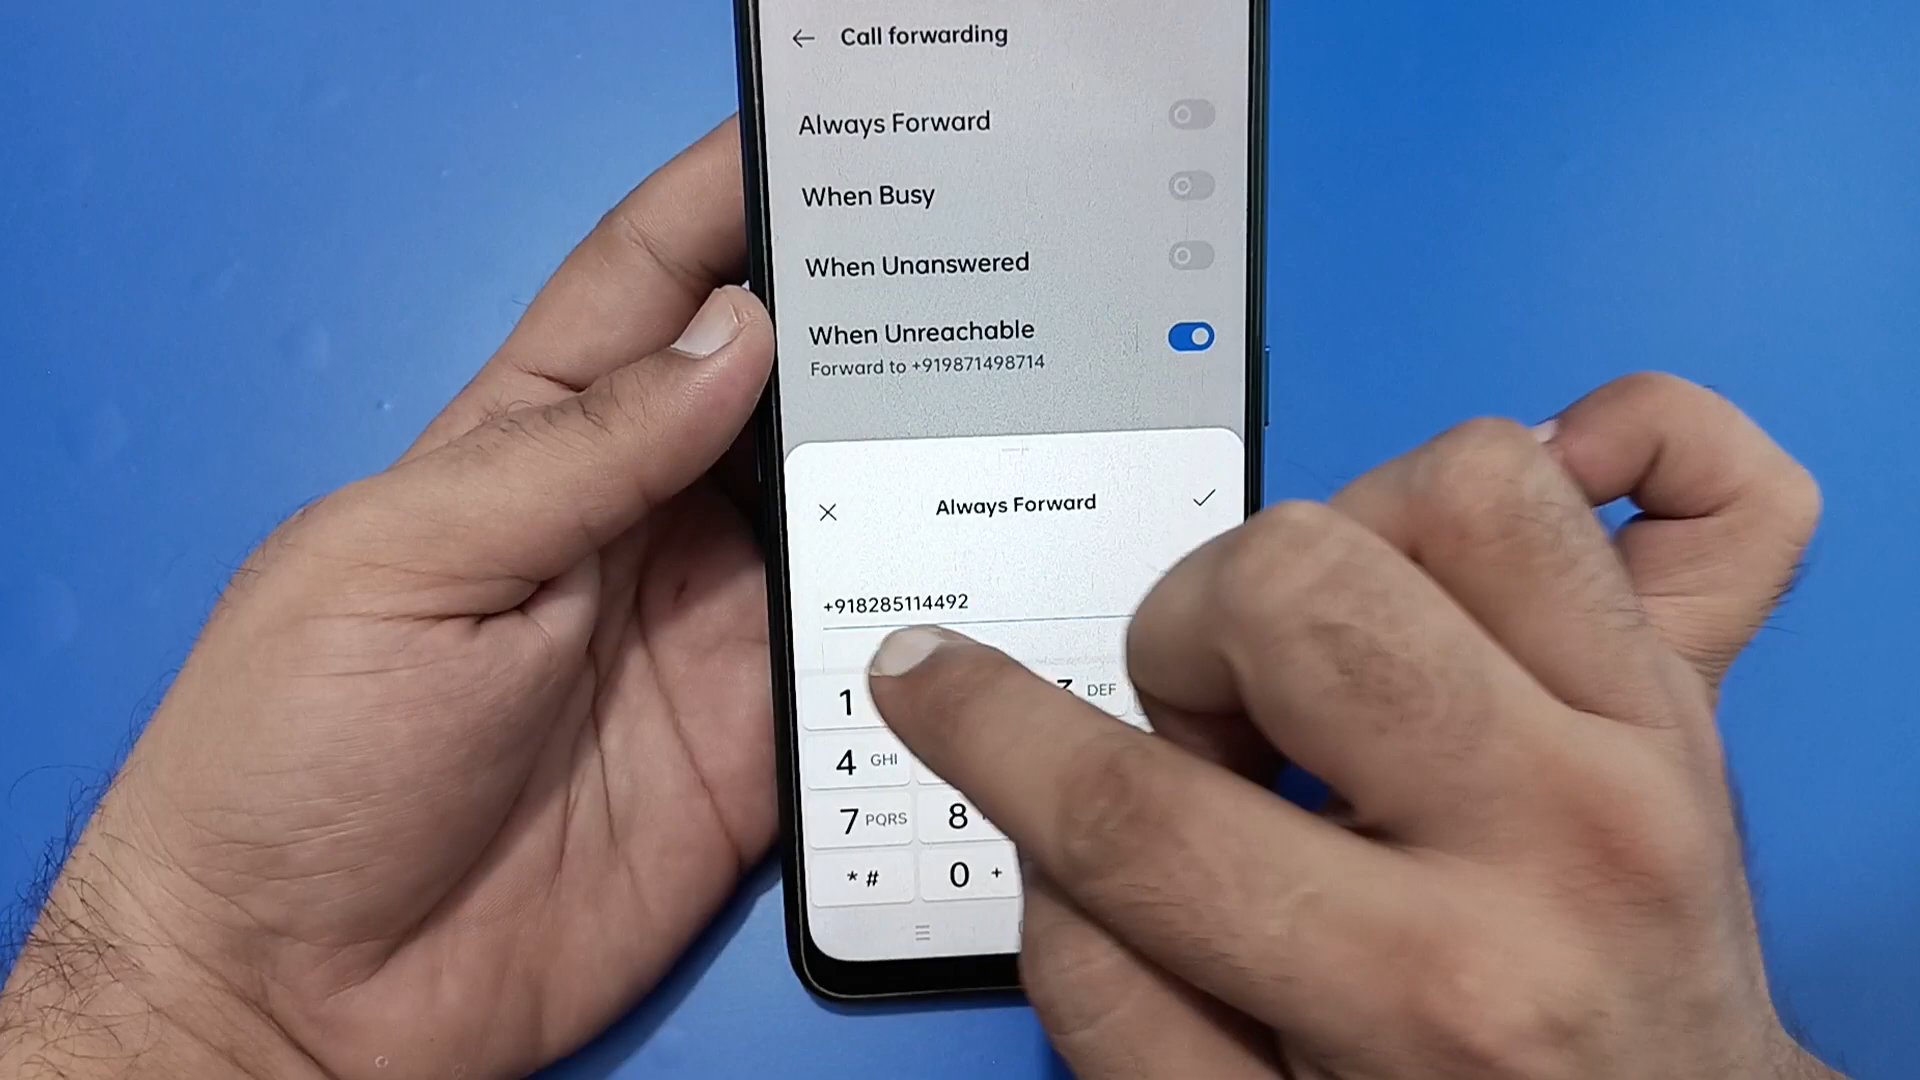 Call forwarding
Always Forward
When Busy
When Unanswered
When Unreachable
Forward to +919871498714
Always Forward
+918285114492
1 DEF
4 GHI
7 PQRS 8
* # 0 +